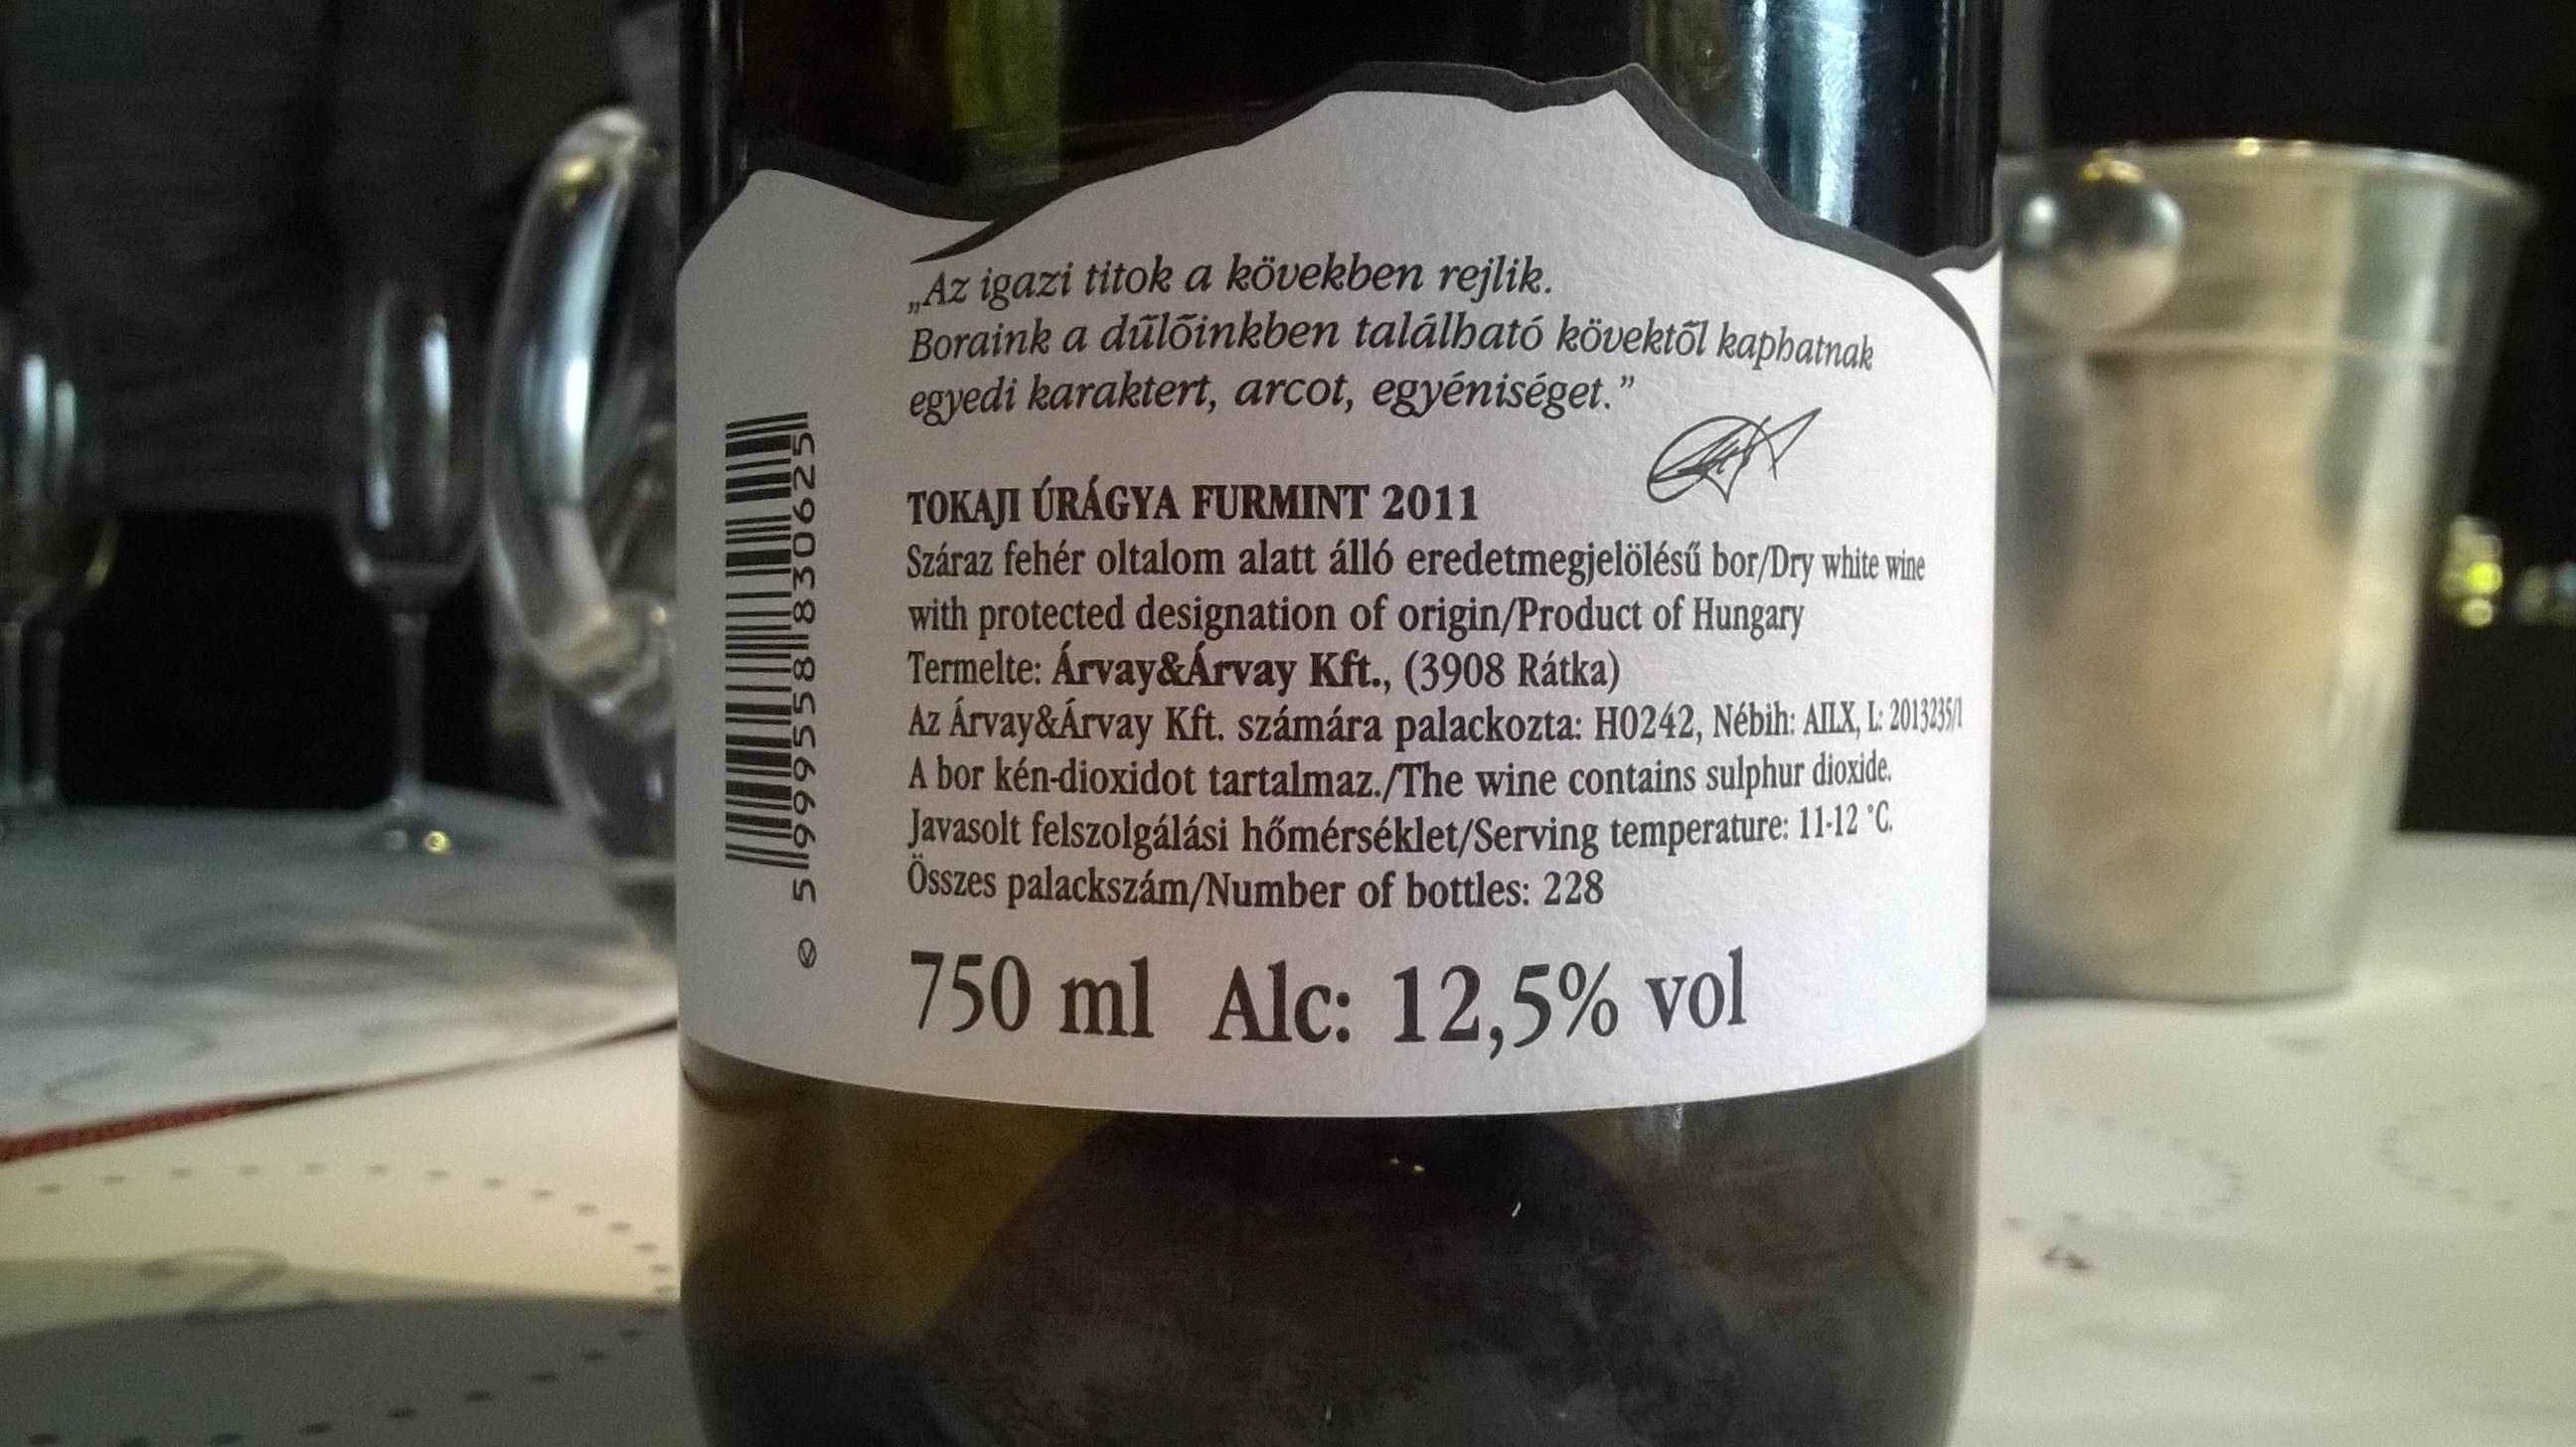 „Az igazi titok a kövekben rejlik.
Boraink a dűlőinkben található kövektől kaphatnak
egyedi karaktert, arcot, egyéniséget.”
TOKAJI ÚRÁGYA FURMINT 2011
Száraz fehér oltalom alatt álló eredetmegjelölésű bor/Dry white wine
with protected designation of origin/Product of Hungary
Termelte: Árvay&Árvay Kft., (3908 Rátka)
Az Árvay&Árvay Kft. számára palackozta: H0242, Nébih: AILX, L: 2013235/1
A bor kén-dioxidot tartalmaz./The wine contains sulphur dioxide.
Javasolt felszolgálási hőmérséklet/Serving temperature: 11-12 °C.
Összes palackszám/Number of bottles: 228
750 ml Alc: 12,5% vol
5 999558 830625